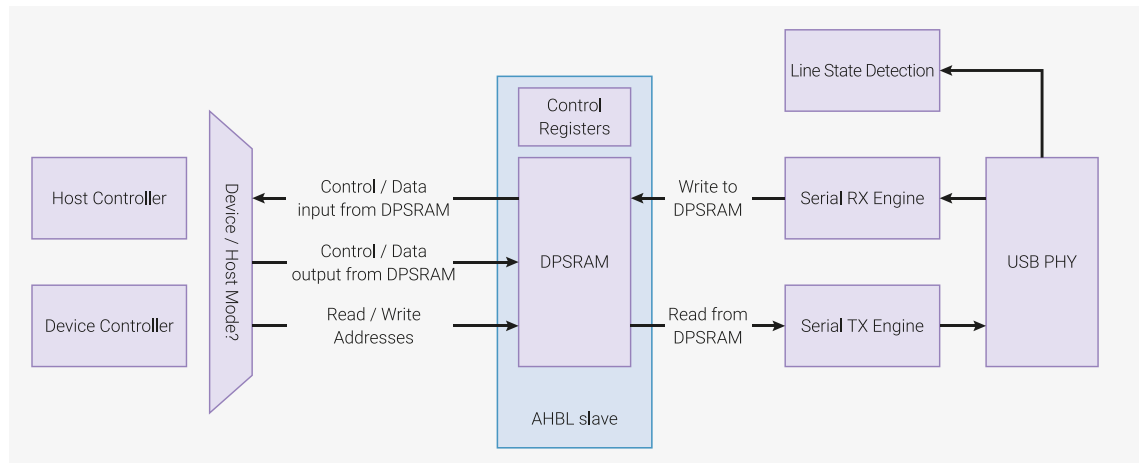 Line State Detection
Control
Registers
Host Controller
Device Controller
Device / Host Mode?
Control / Data
input from DPSRAM
Control / Data
output from DPSRAM
Read / Write
Addresses
DPSRAM
AHBL slave
Write to
DPSRAM
Read from
DPSRAM
Serial RX Engine
Serial TX Engine
USB PHY